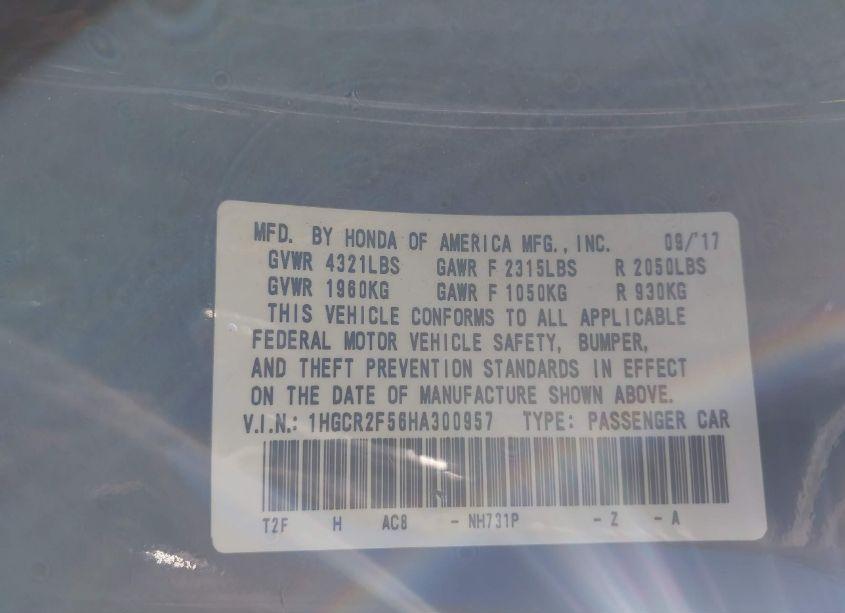 MFD. BY HONDA OF AMERICA MFG., INC. 09/'17
GVWR 4321LBS GAWR F 2315LBS R 2050LBS
GVWR 1960KG GAWR F 1050KG R 930KG
THIS VEHICLE CONFORMS TO ALL APPLICABLE
FEDERAL MOTOR VEHICLE SAFETY, BUMPER,
AND THEFT PREVENTION STANDARDS IN EFFECT
ON THE DATE OF MANUFACTURE SHOWN ABOVE.
V.I.N.: 1HGCR2F56HA300957 TYPE: PASSENGER CAR
T2F H AC8 - NH731P - Z - A